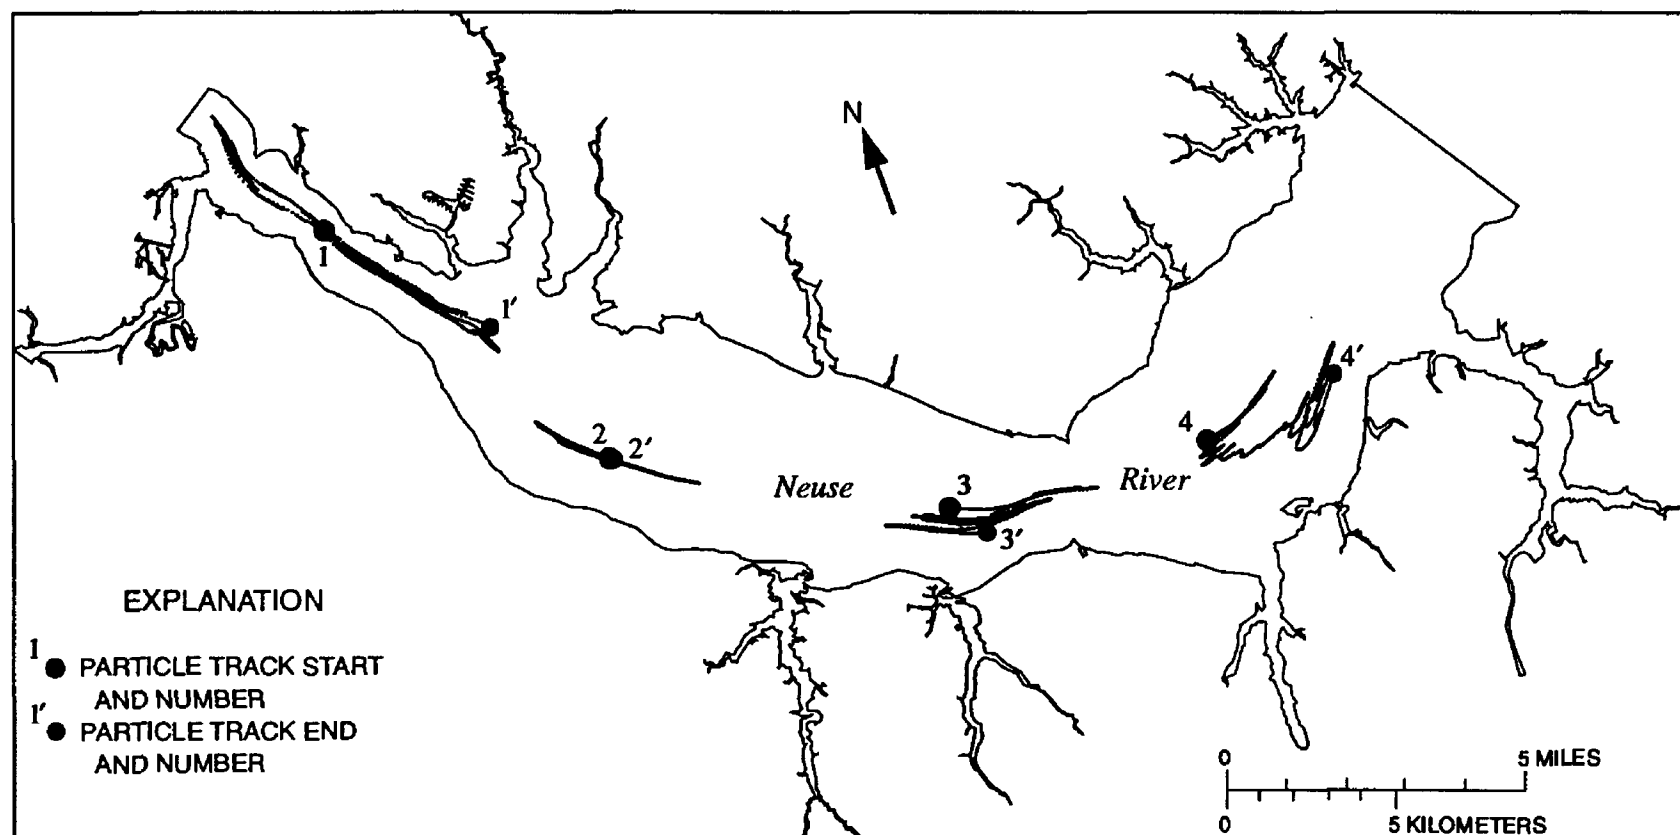 N
1
1′
2
2′
Neuse
3
3′
River
4
4′
EXPLANATION
1
PARTICLE TRACK START
AND NUMBER
1′
PARTICLE TRACK END
AND NUMBER
0 5 MILES
0 5 KILOMETERS